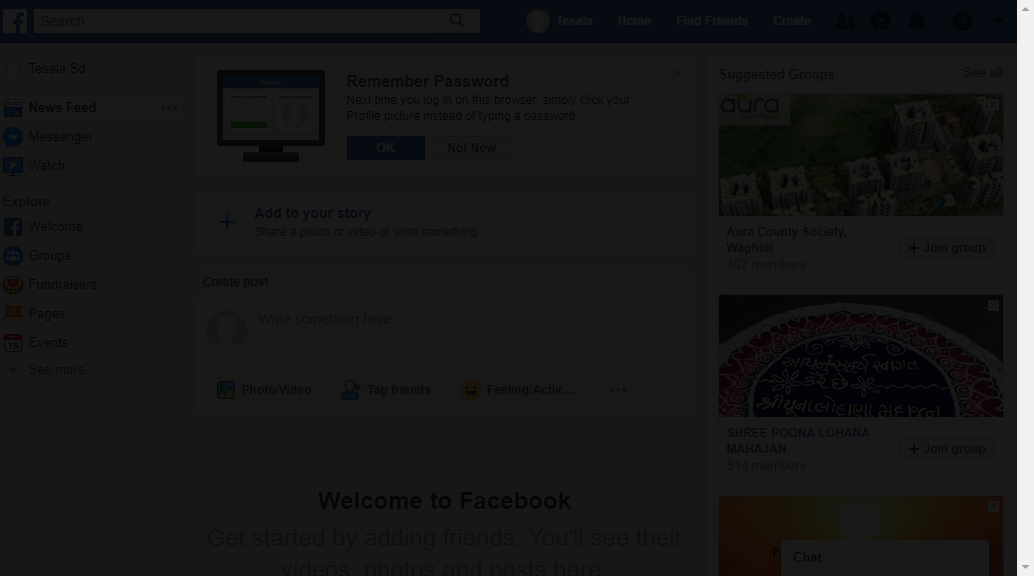 Search
Tesala
Home
Find Friends
Create
Tesala Sd
News Feed
Messenger
Watch
Explore
Welcome
Groups
Fundraisers
Pages
Events
See more...
Remember Password
Next time you log in on this browser, simply click your
Profile picture instead of typing a password.
OK
Not Now
Add to your story
Share a photo or video or write something
Create post
Write something here...
Photo/Video
Tag friends
Feeling/Activ...
Welcome to Facebook
Get started by adding friends. You'll see their
videos, photos and posts here.
Suggested Groups
See all
aura
Aura County Society,
Wagholi
407 members
Join group
SHREE POONA LOHANA
MAHAJAN
514 members
Join group
P
Chat